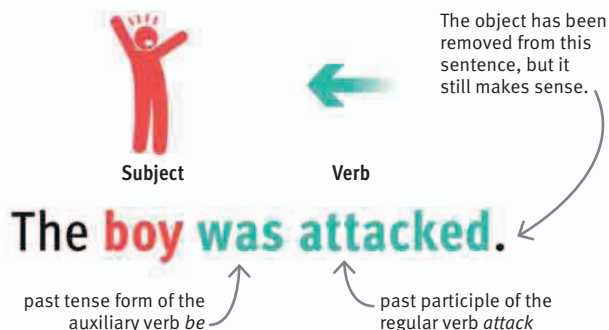 The object has been
removed from this
sentence, but it
still makes sense.
Subject Verb
The boy was attacked.
past tense form of the
auxiliary verb be
past participle of the
regular verb attack